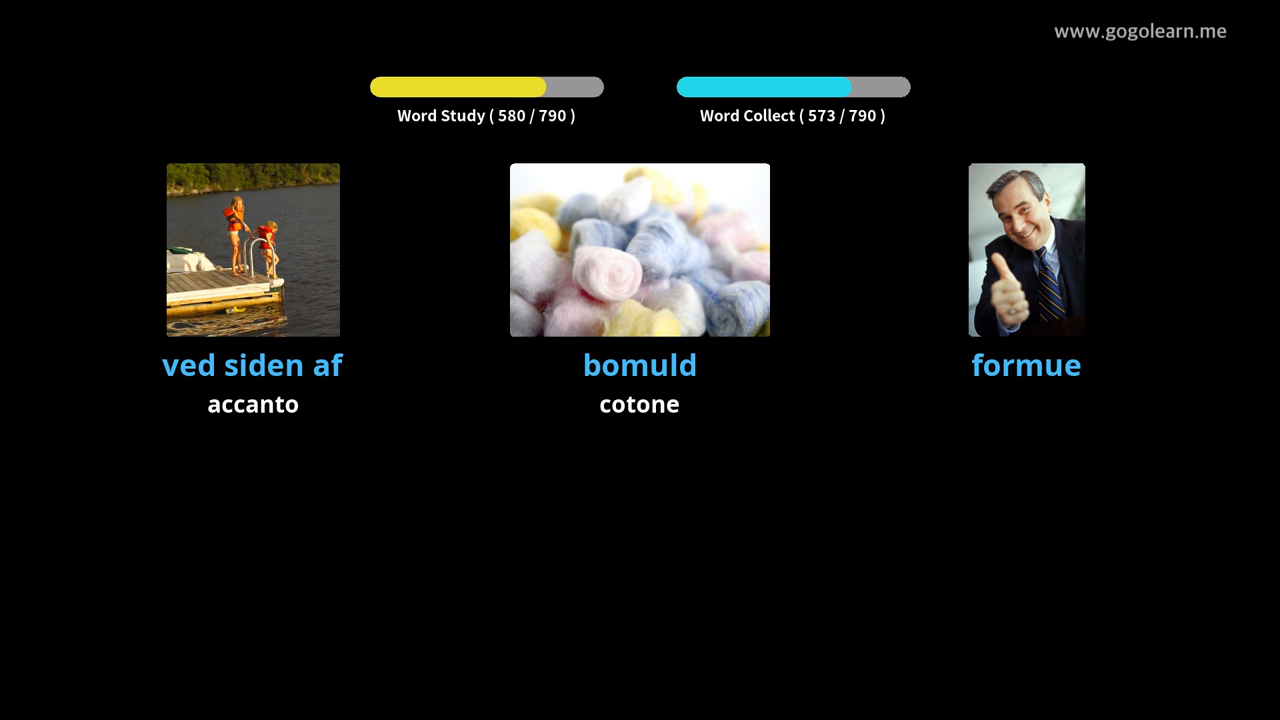 www.gogolearn.me
Word Study ( 580 / 790 )
Word Collect ( 573 / 790 )
ved siden af
accanto
bomuld
cotone
formue